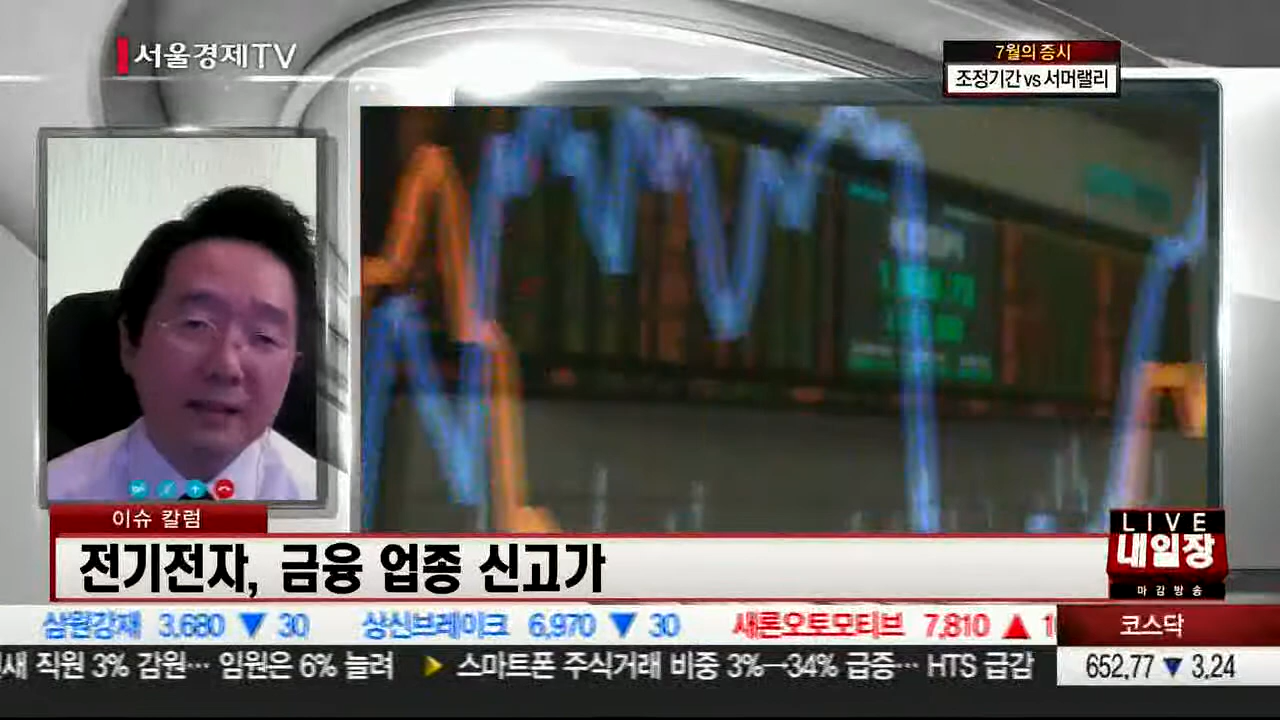 서울경제TV
7월의 증시
조정기간 vs 서머랠리
이슈 칼럼
전기전자, 금융 업종 신고가
LIVE
내일장
마감방송
삼원강재 3,680 ▼ 30 상신브레이크 6,970 ▼ 30 새론오토모티브 7,810 ▲ 1
코스닥
직원 3% 감원… 임원은 6% 늘려 ▶ 스마트폰 주식거래 비중 3%→34% 급증… HTS 급감
652.77 ▼ 3.24